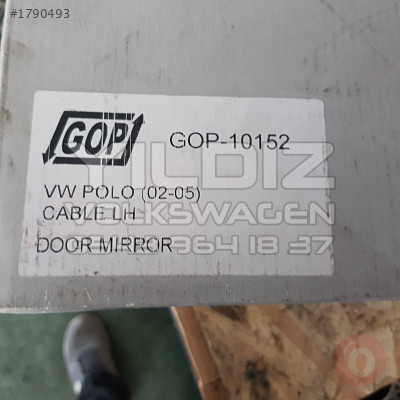 #1790493
GOP
GOP-10152
YILDIZ
VW POLO (02-05)
VOLKSWAGEN
CABLE LH
964 18 37
DOOR MIRROR